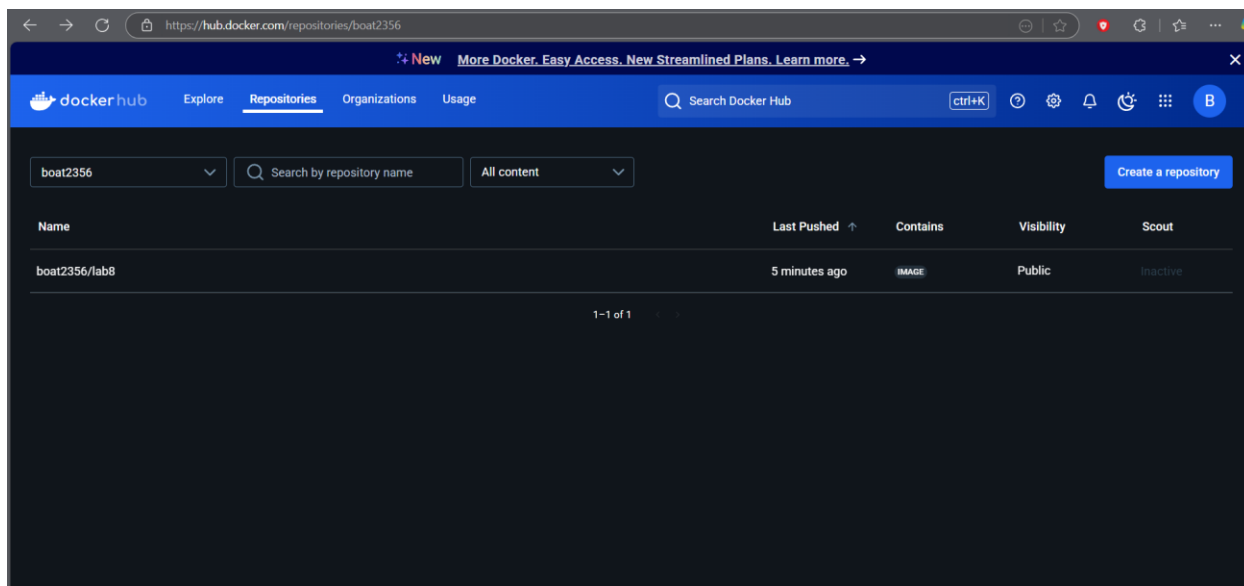 https://hub.docker.com/repositories/boat2356
New More Docker. Easy Access. New Streamlined Plans. Learn more. →
dockerhub Explore Repositories Organizations Usage Search Docker Hub ctrl+K B
boat2356 Search by repository name All content Create a repository
Name Last Pushed ↑ Contains Visibility Scout
boat2356/lab8 5 minutes ago IMAGE Public Inactive
1–1 of 1